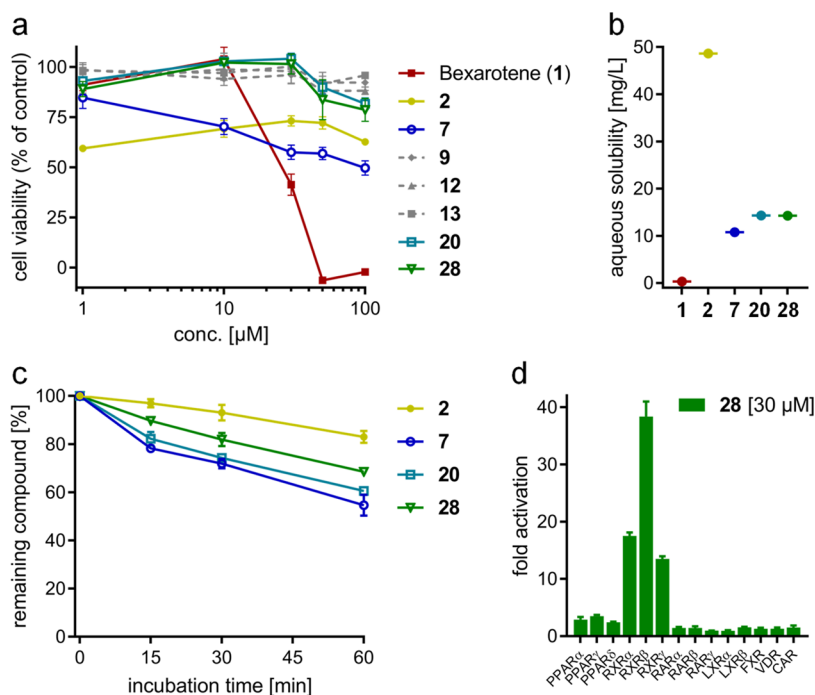 a
cell viability (% of control)
100
75
50
25
0
1
10
100
conc. [µM]
Bexarotene (1)
2
7
9
12
13
20
28
b
aqueous solubility [mg/L]
50
40
30
20
10
0
1 2 7 20 28
c
remaining compound [%]
100
80
60
40
20
0
0 15 30 45 60
incubation time [min]
2
7
20
28
d
28 [30 µM]
fold activation
40
30
20
10
0
PPARα PPARγ PPARδ RXRα RXRβ RXRγ RARα RARβ RARγ LXRα LXRβ FXR VDR CAR